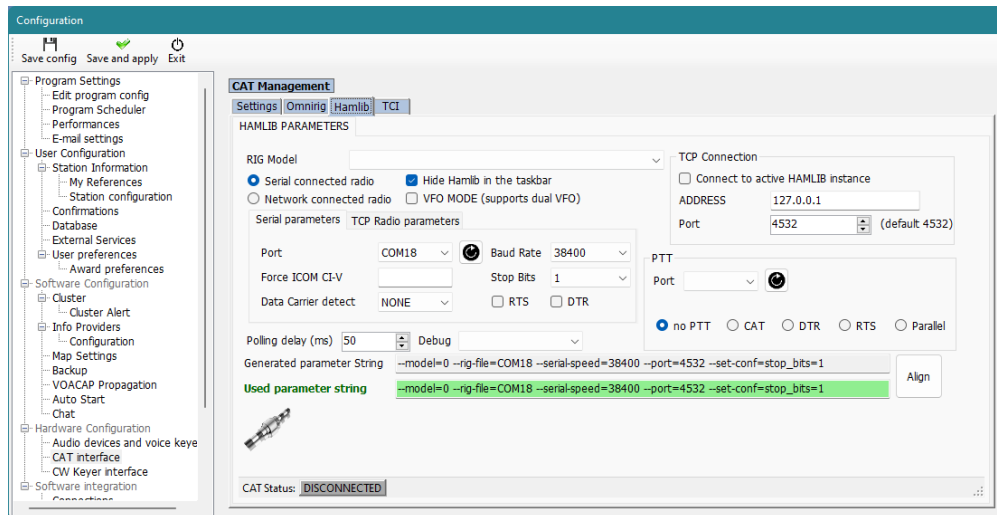 Configuration
Save config Save and apply Exit
Program Settings
Edit program config
Program Scheduler
Performances
E-mail settings
User Configuration
Station Information
My References
Station configuration
Confirmations
Database
External Services
User preferences
Award preferences
Software Configuration
Cluster
Cluster Alert
Info Providers
Configuration
Map Settings
Backup
VOACAP Propagation
Auto Start
Chat
Hardware Configuration
Audio devices and voice keye
CAT interface
CW Keyer interface
Software integration
Connections
CAT Management
Settings Omnirig Hamlib TCI
HAMLIB PARAMETERS
RIG Model
Serial connected radio Hide Hamlib in the taskbar
Network connected radio VFO MODE (supports dual VFO)
Serial parameters TCP Radio parameters
Port COM18 Baud Rate 38400
Force ICOM CI-V Stop Bits 1
Data Carrier detect NONE RTS DTR
TCP Connection
Connect to active HAMLIB instance
ADDRESS 127.0.0.1
Port 4532 (default 4532)
PTT
Port
no PTT CAT DTR RTS Parallel
Polling delay (ms) 50 Debug
Generated parameter String --model=0 --rig-file=COM18 --serial-speed=38400 --port=4532 --set-conf=stop_bits=1
Used parameter string --model=0 --rig-file=COM18 --serial-speed=38400 --port=4532 --set-conf=stop_bits=1
Align
CAT Status: DISCONNECTED